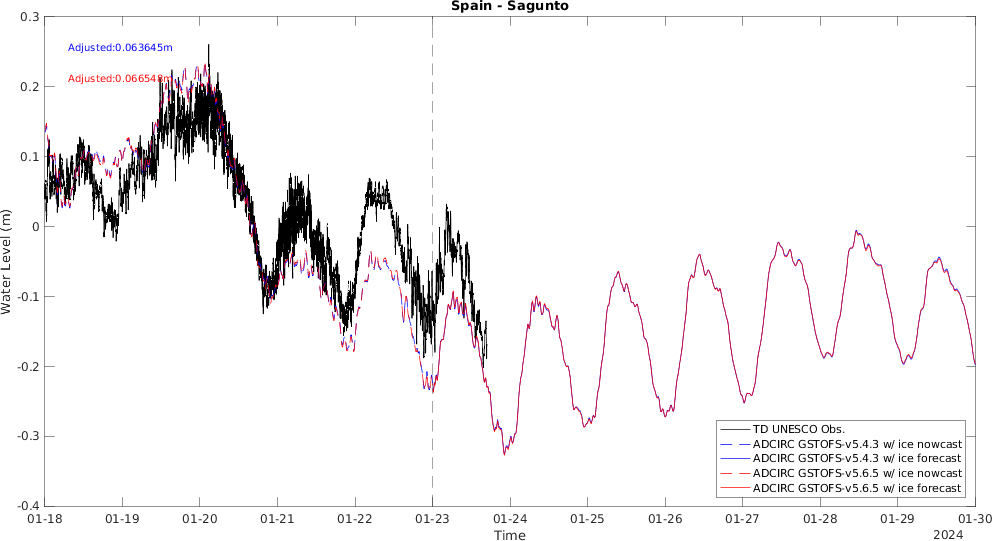 Spain - Sagunto
Adjusted:0.063645m
Adjusted:0.066548m
Water Level (m)
0.3
0.2
0.1
0
-0.1
-0.2
-0.3
-0.4
TD UNESCO Obs.
ADCIRC GSTOFS-v5.4.3 w/ ice nowcast
ADCIRC GSTOFS-v5.4.3 w/ ice forecast
ADCIRC GSTOFS-v5.6.5 w/ ice nowcast
ADCIRC GSTOFS-v5.6.5 w/ ice forecast
01-18 01-19 01-20 01-21 01-22 01-23 01-24 01-25 01-26 01-27 01-28 01-29 01-30
Time
2024